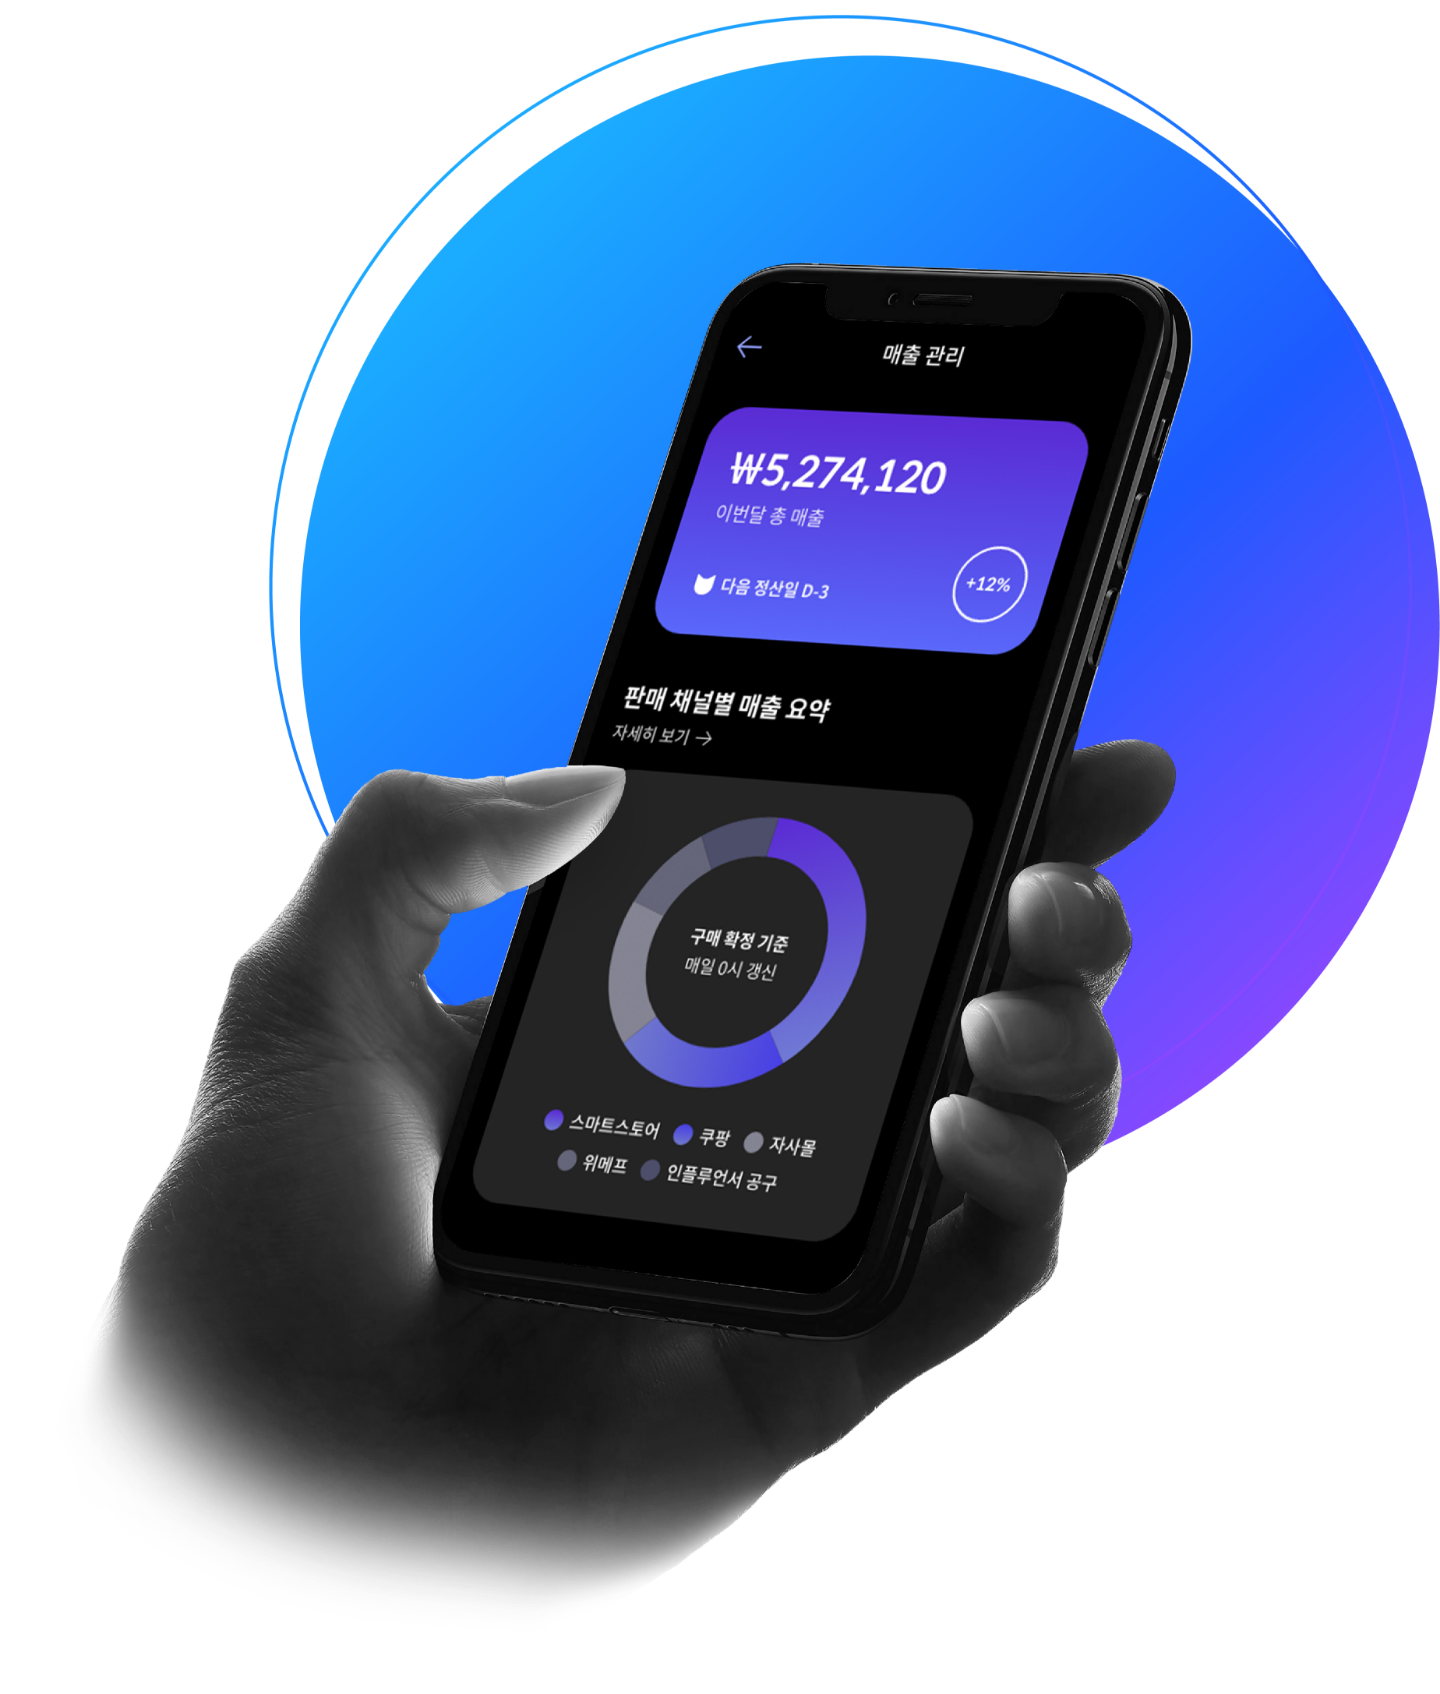 매출 관리
₩5,274,120
이번달 총 매출
다음 정산일 D-3
+12%
판매 채널별 매출 요약
자세히 보기 →
구매 확정 기준
매일 0시 갱신
스마트스토어 쿠팡 자사몰
위메프 인플루언서 공구